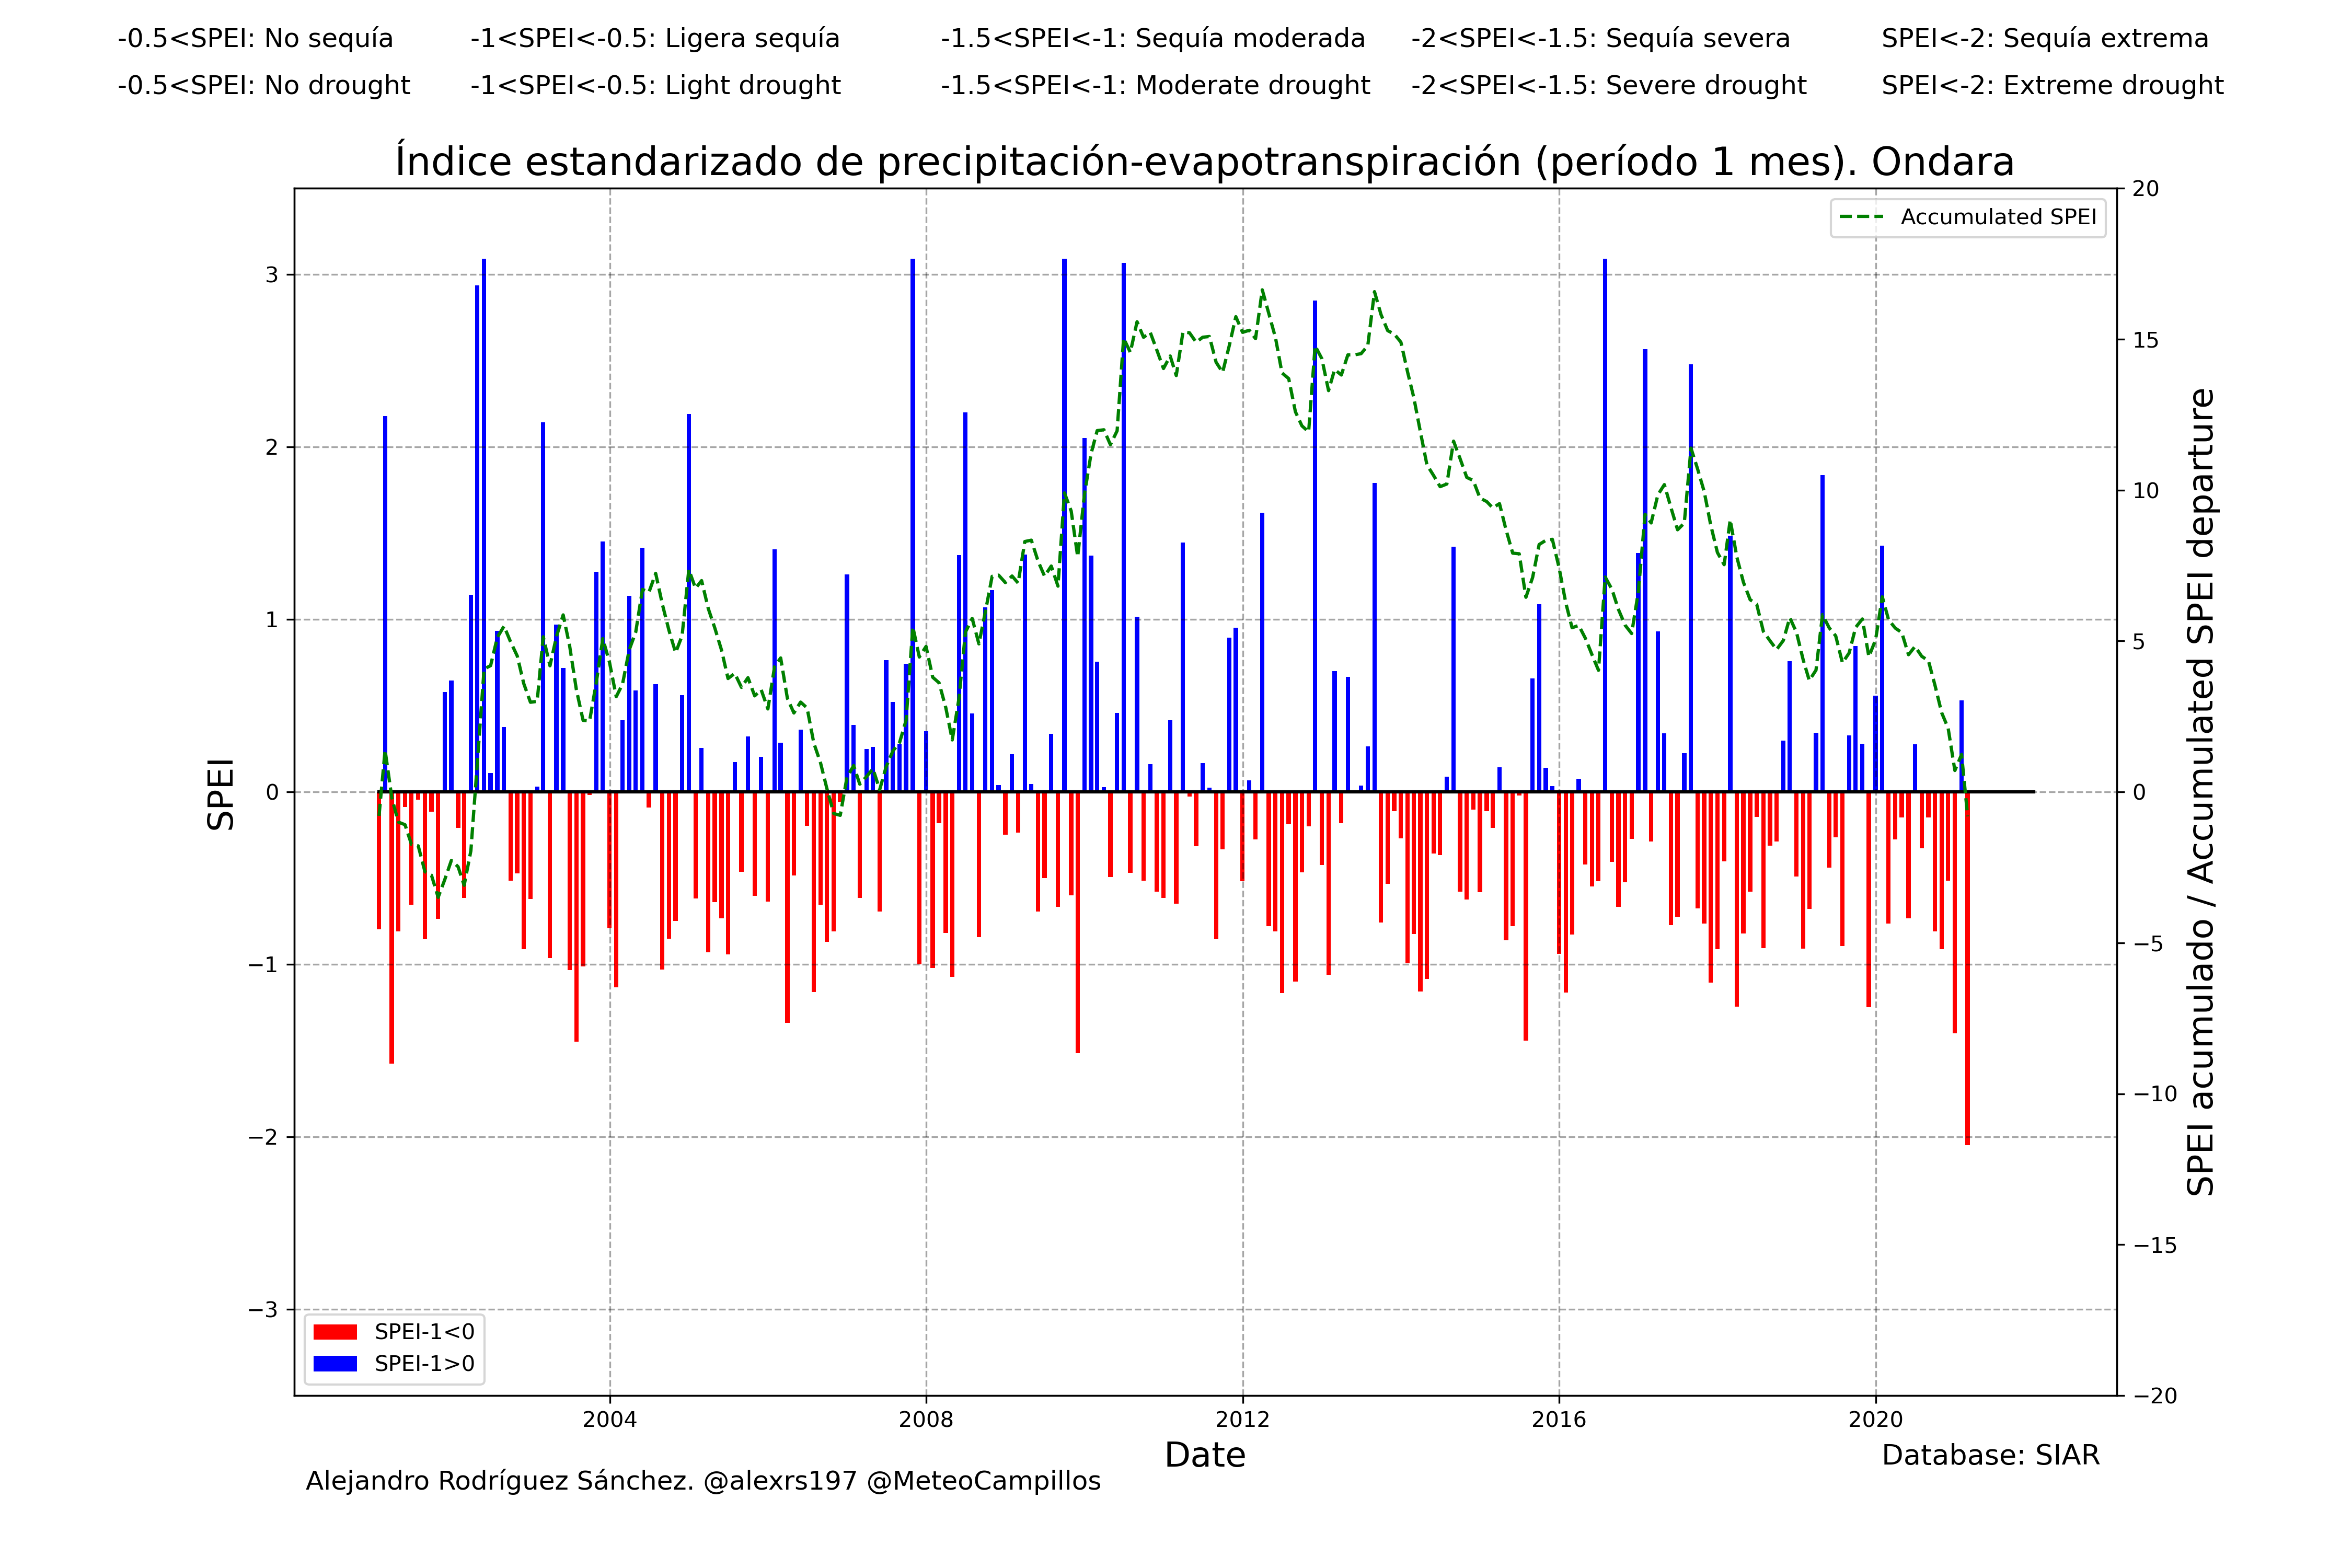 -0.5<SPEI: No sequía -1<SPEI<-0.5: Ligera sequía -1.5<SPEI<-1: Sequía moderada -2<SPEI<-1.5: Sequía severa SPEI<-2: Sequía extrema
-0.5<SPEI: No drought -1<SPEI<-0.5: Light drought -1.5<SPEI<-1: Moderate drought -2<SPEI<-1.5: Severe drought SPEI<-2: Extreme drought
Índice estandarizado de precipitación-evapotranspiración (período 1 mes). Ondara
Accumulated SPEI
3
2
1
0
−1
−2
−3
SPEI
20
15
10
5
0
−5
−10
−15
−20
SPEI acumulado / Accumulated SPEI departure
SPEI-1<0
SPEI-1>0
2004 2008 2012 2016 2020
Date
Database: SIAR
Alejandro Rodríguez Sánchez. @alexrs197 @MeteoCampillos